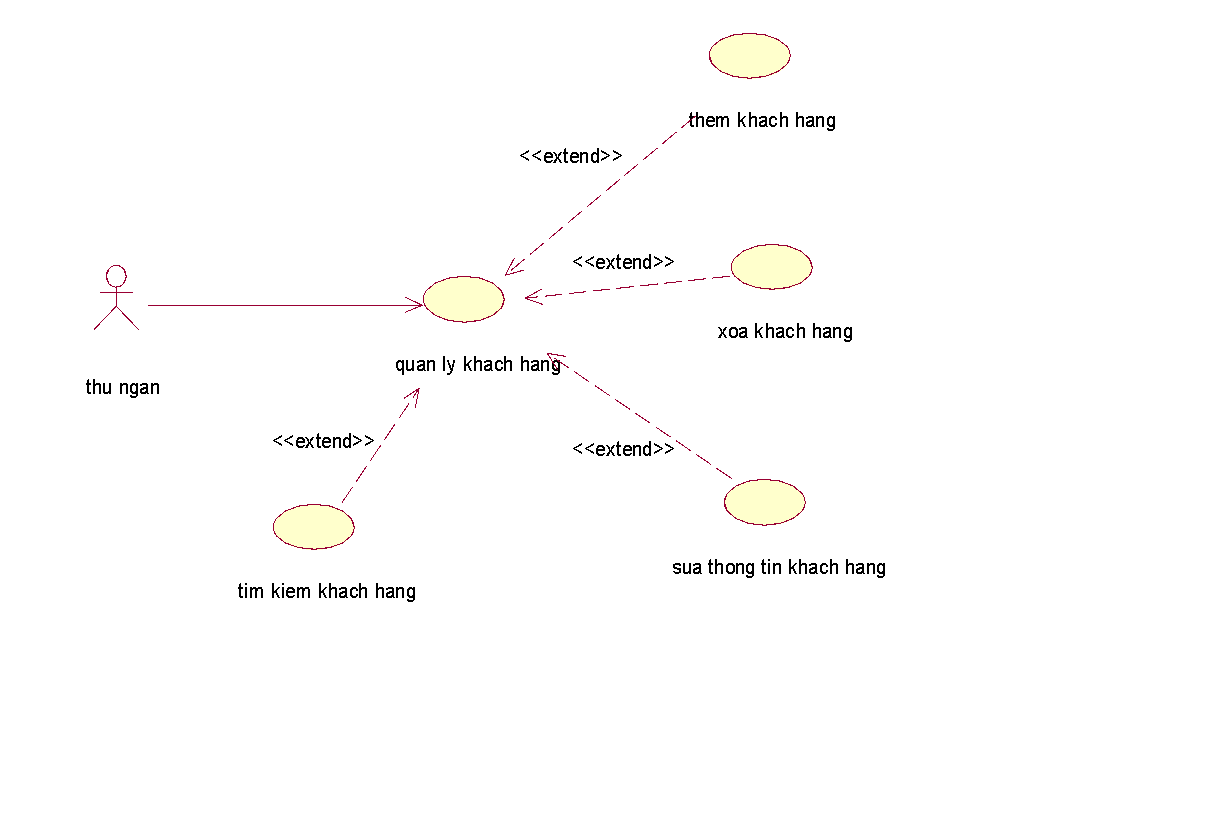 them khach hang
<<extend>>
<<extend>>
xoa khach hang
quan ly khach hang
thu ngan
<<extend>>
<<extend>>
sua thong tin khach hang
tim kiem khach hang